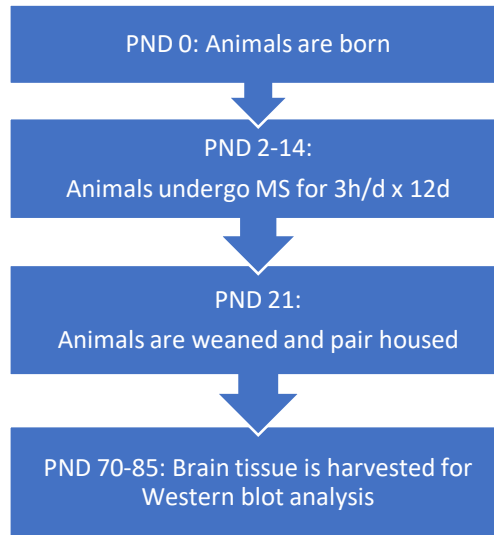 PND 0: Animals are born
PND 2-14:
Animals undergo MS for 3h/d x 12d
PND 21:
Animals are weaned and pair housed
PND 70-85: Brain tissue is harvested for
Western blot analysis